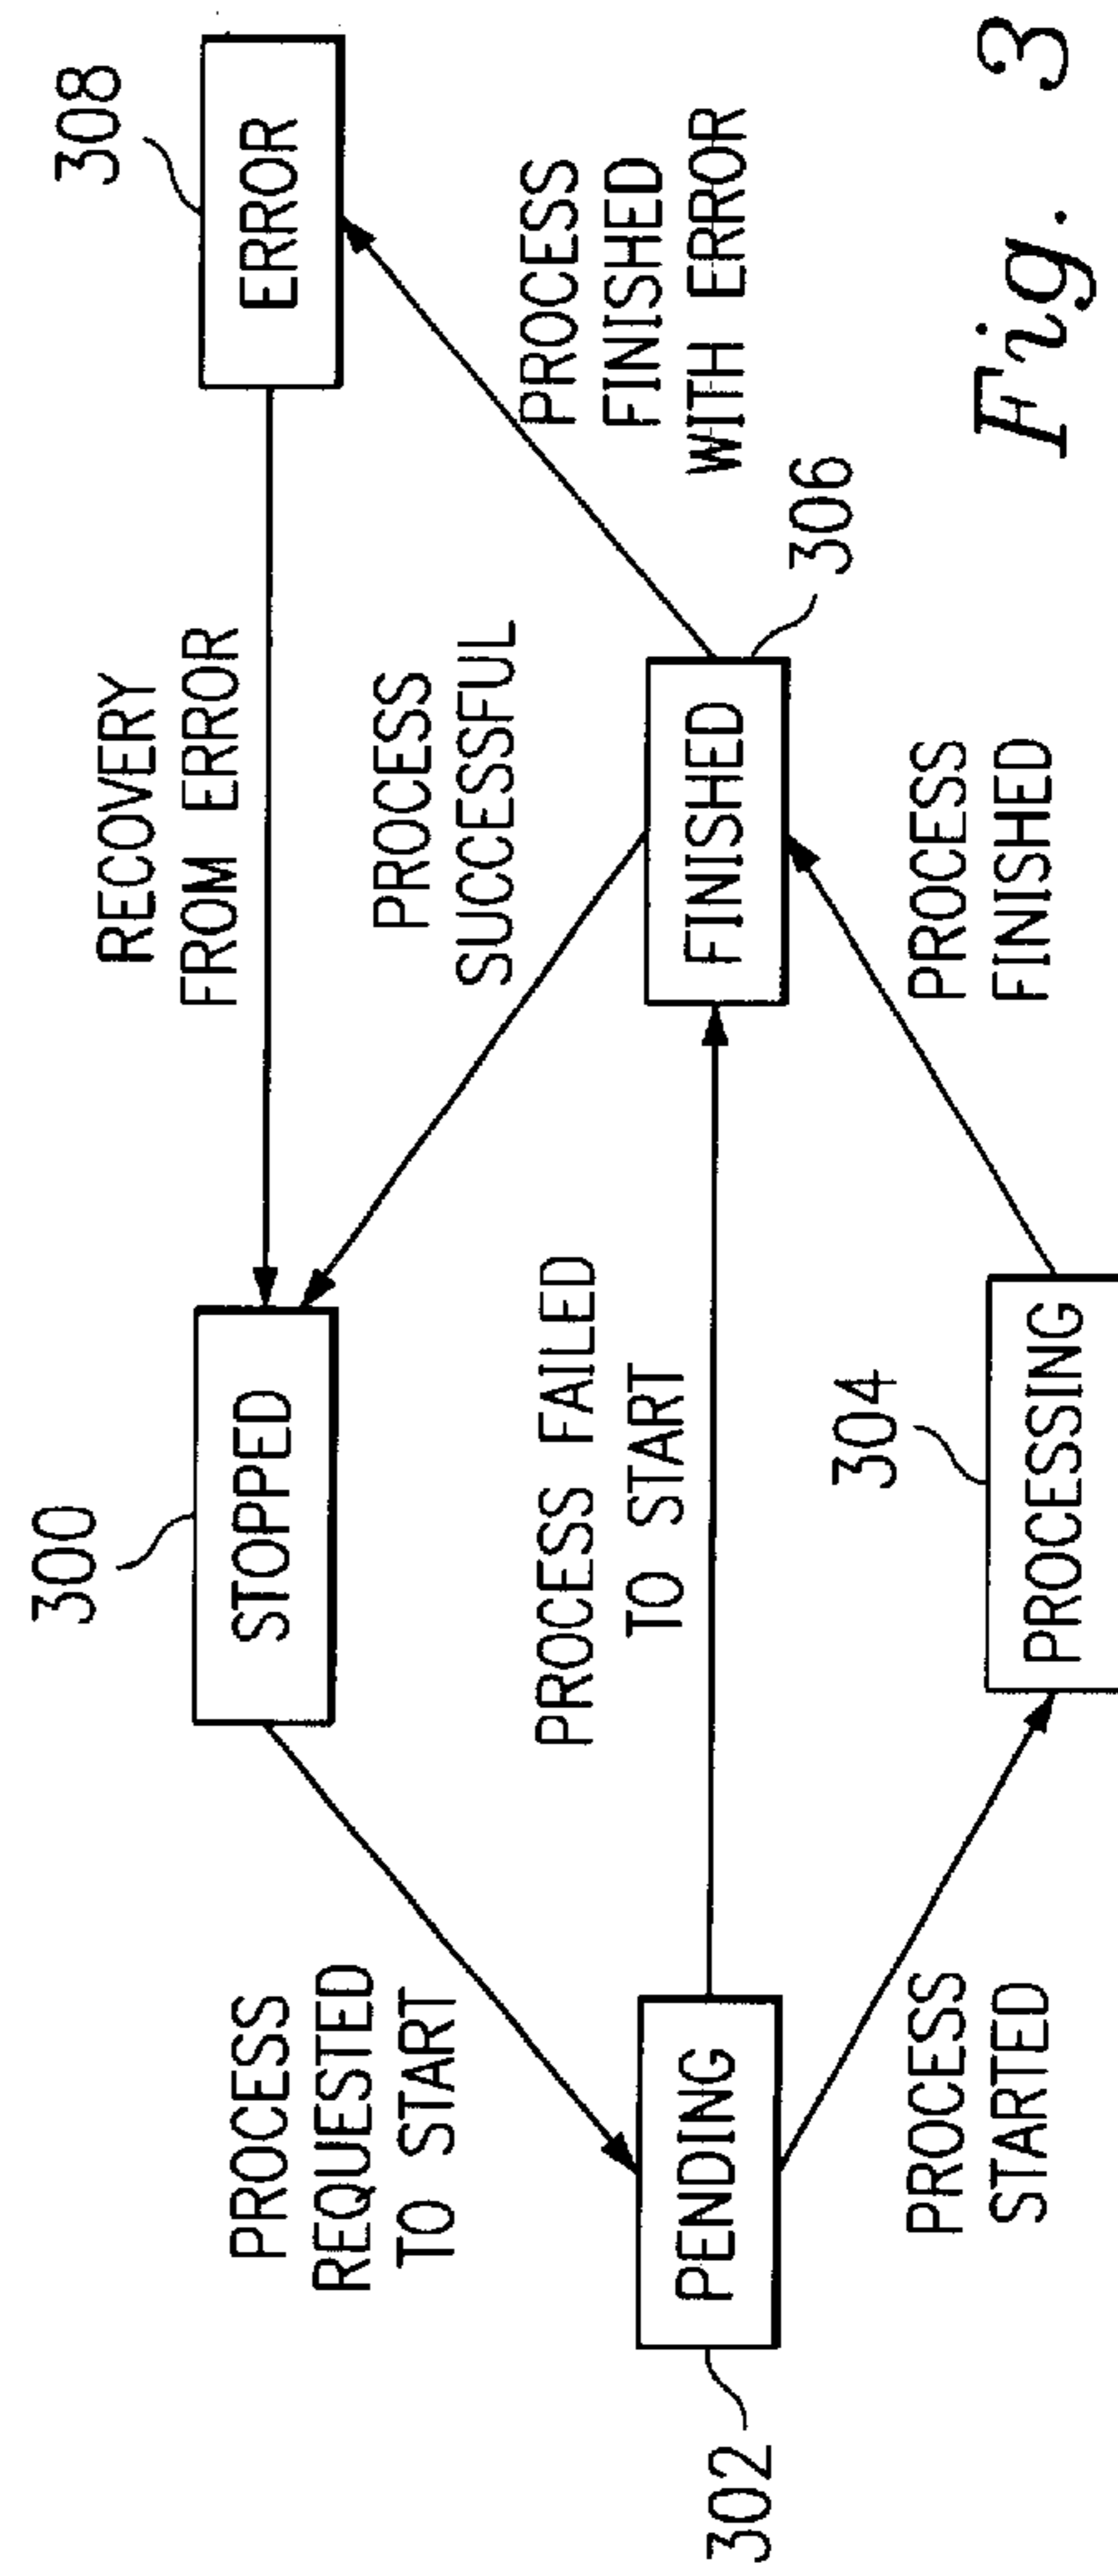 300
STOPPED
308
ERROR
RECOVERY
FROM ERROR
PROCESS
REQUESTED
TO START
PROCESS
SUCCESSFUL
PROCESS FAILED
TO START
PROCESS
FINISHED
WITH ERROR
302
PENDING
FINISHED
306
304
PROCESS
STARTED
PROCESSING
PROCESS
FINISHED
Fig. 3